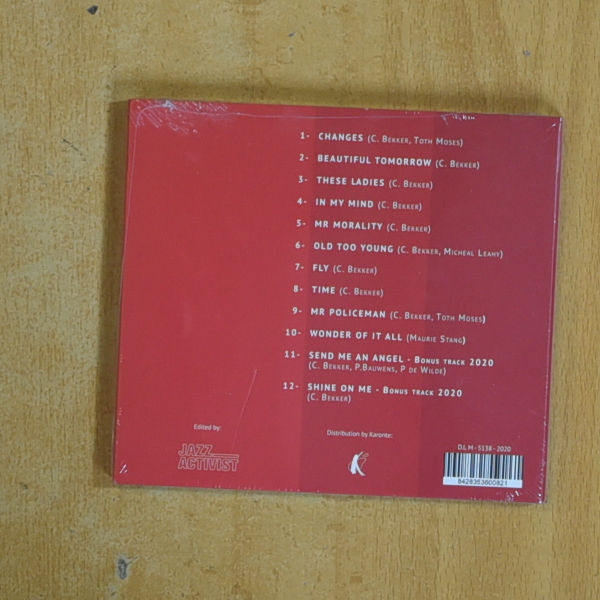 1- CHANGES (C. BEKKER, TOTH MOSES)
2- BEAUTIFUL TOMORROW (C. BEKKER)
3- THESE LADIES (C. BEKKER)
4- IN MY MIND (C. BEKKER)
5- MR MORALITY (C. BEKKER)
6- OLD TOO YOUNG (C. BEKKER, MICHEAL LEAHY)
7- FLY (C. BEKKER)
8- TIME (C. BEKKER)
9- MR POLICEMAN (C. BEKKER, TOTH MOSES)
10- WONDER OF IT ALL (MAURIE STANG)
11- SEND ME AN ANGEL - BONUS TRACK 2020
(C. BEKKER, P.BAUWENS, P DE WILDE)
12- SHINE ON ME - BONUS TRACK 2020
(C. BEKKER)
Edited by:
JAZZ
ACTIVIST
Distribution by Karonte:
K
D.L M - 5138 - 2020
8428353600821